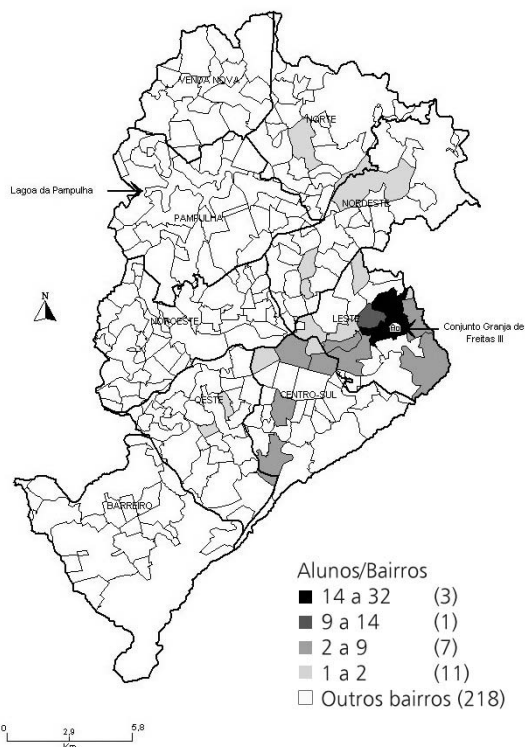 VENDA NOVA
NORTE
Lagoa da Pampulha
NORDESTE
PAMPULHA
N
NOROESTE
LESTE
Conjunto Granja de
Freitas III
OESTE
CENTRO-SUL
BARREIRO
Alunos/Bairros
14 a 32 (3)
9 a 14 (1)
2 a 9 (7)
1 a 2 (11)
Outros bairros (218)
0 2,9 5,8
Km